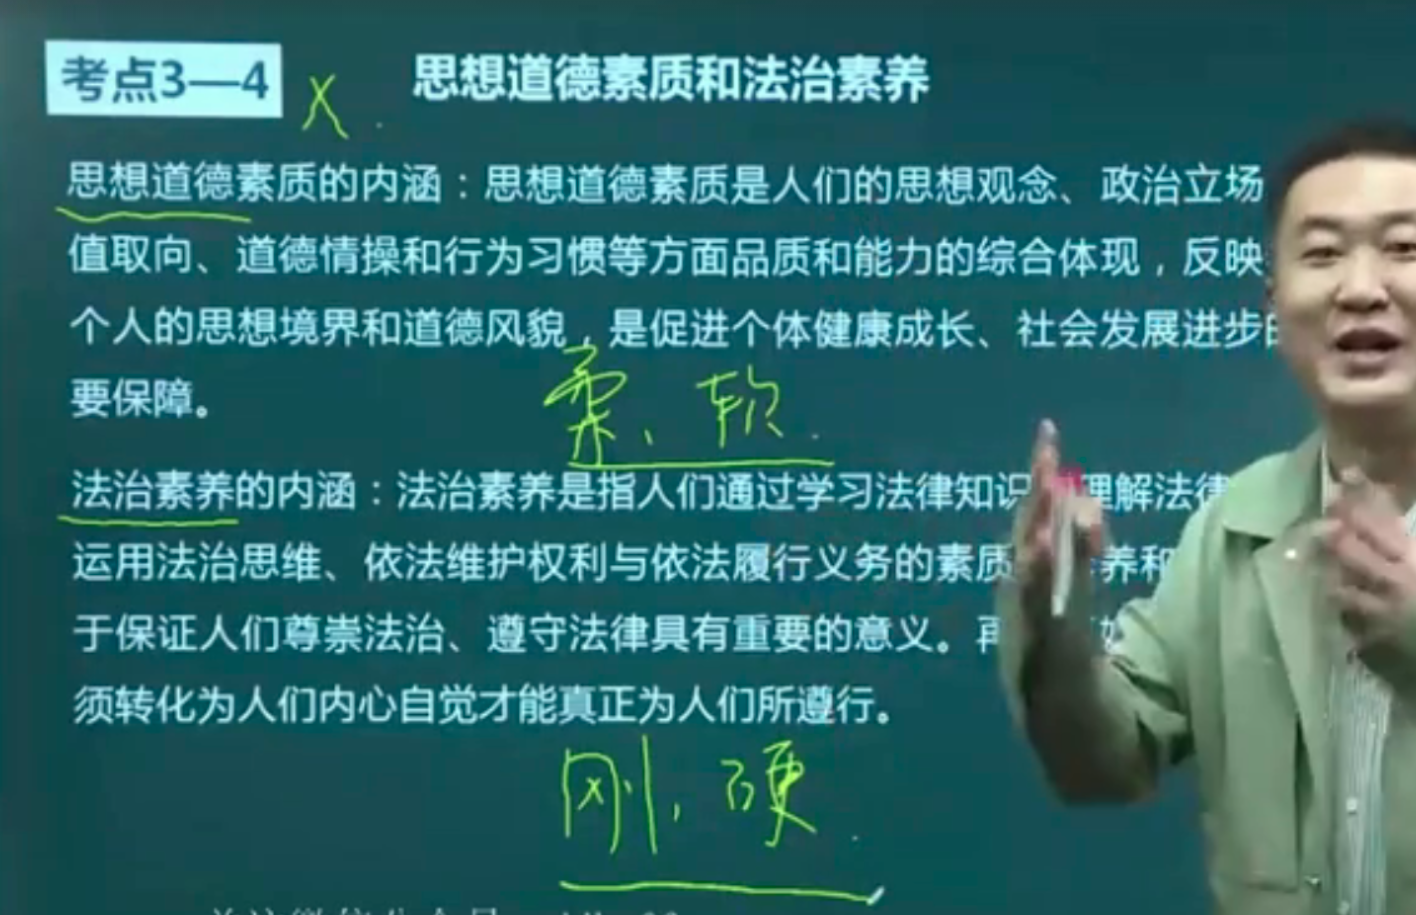 考点3—4 X 思想道德素质和法治素养
思想道德素质的内涵：思想道德素质是人们的思想观念、政治立场
值取向、道德情操和行为习惯等方面品质和能力的综合体现，反映
个人的思想境界和道德风貌，是促进个体健康成长、社会发展进步的
要保障。
柔、软
法治素养的内涵：法治素养是指人们通过学习法律知识 理解法律
运用法治思维、依法维护权利与依法履行义务的素质 养和
于保证人们尊崇法治、遵守法律具有重要的意义。再
须转化为人们内心自觉才能真正为人们所遵行。
刚，硬